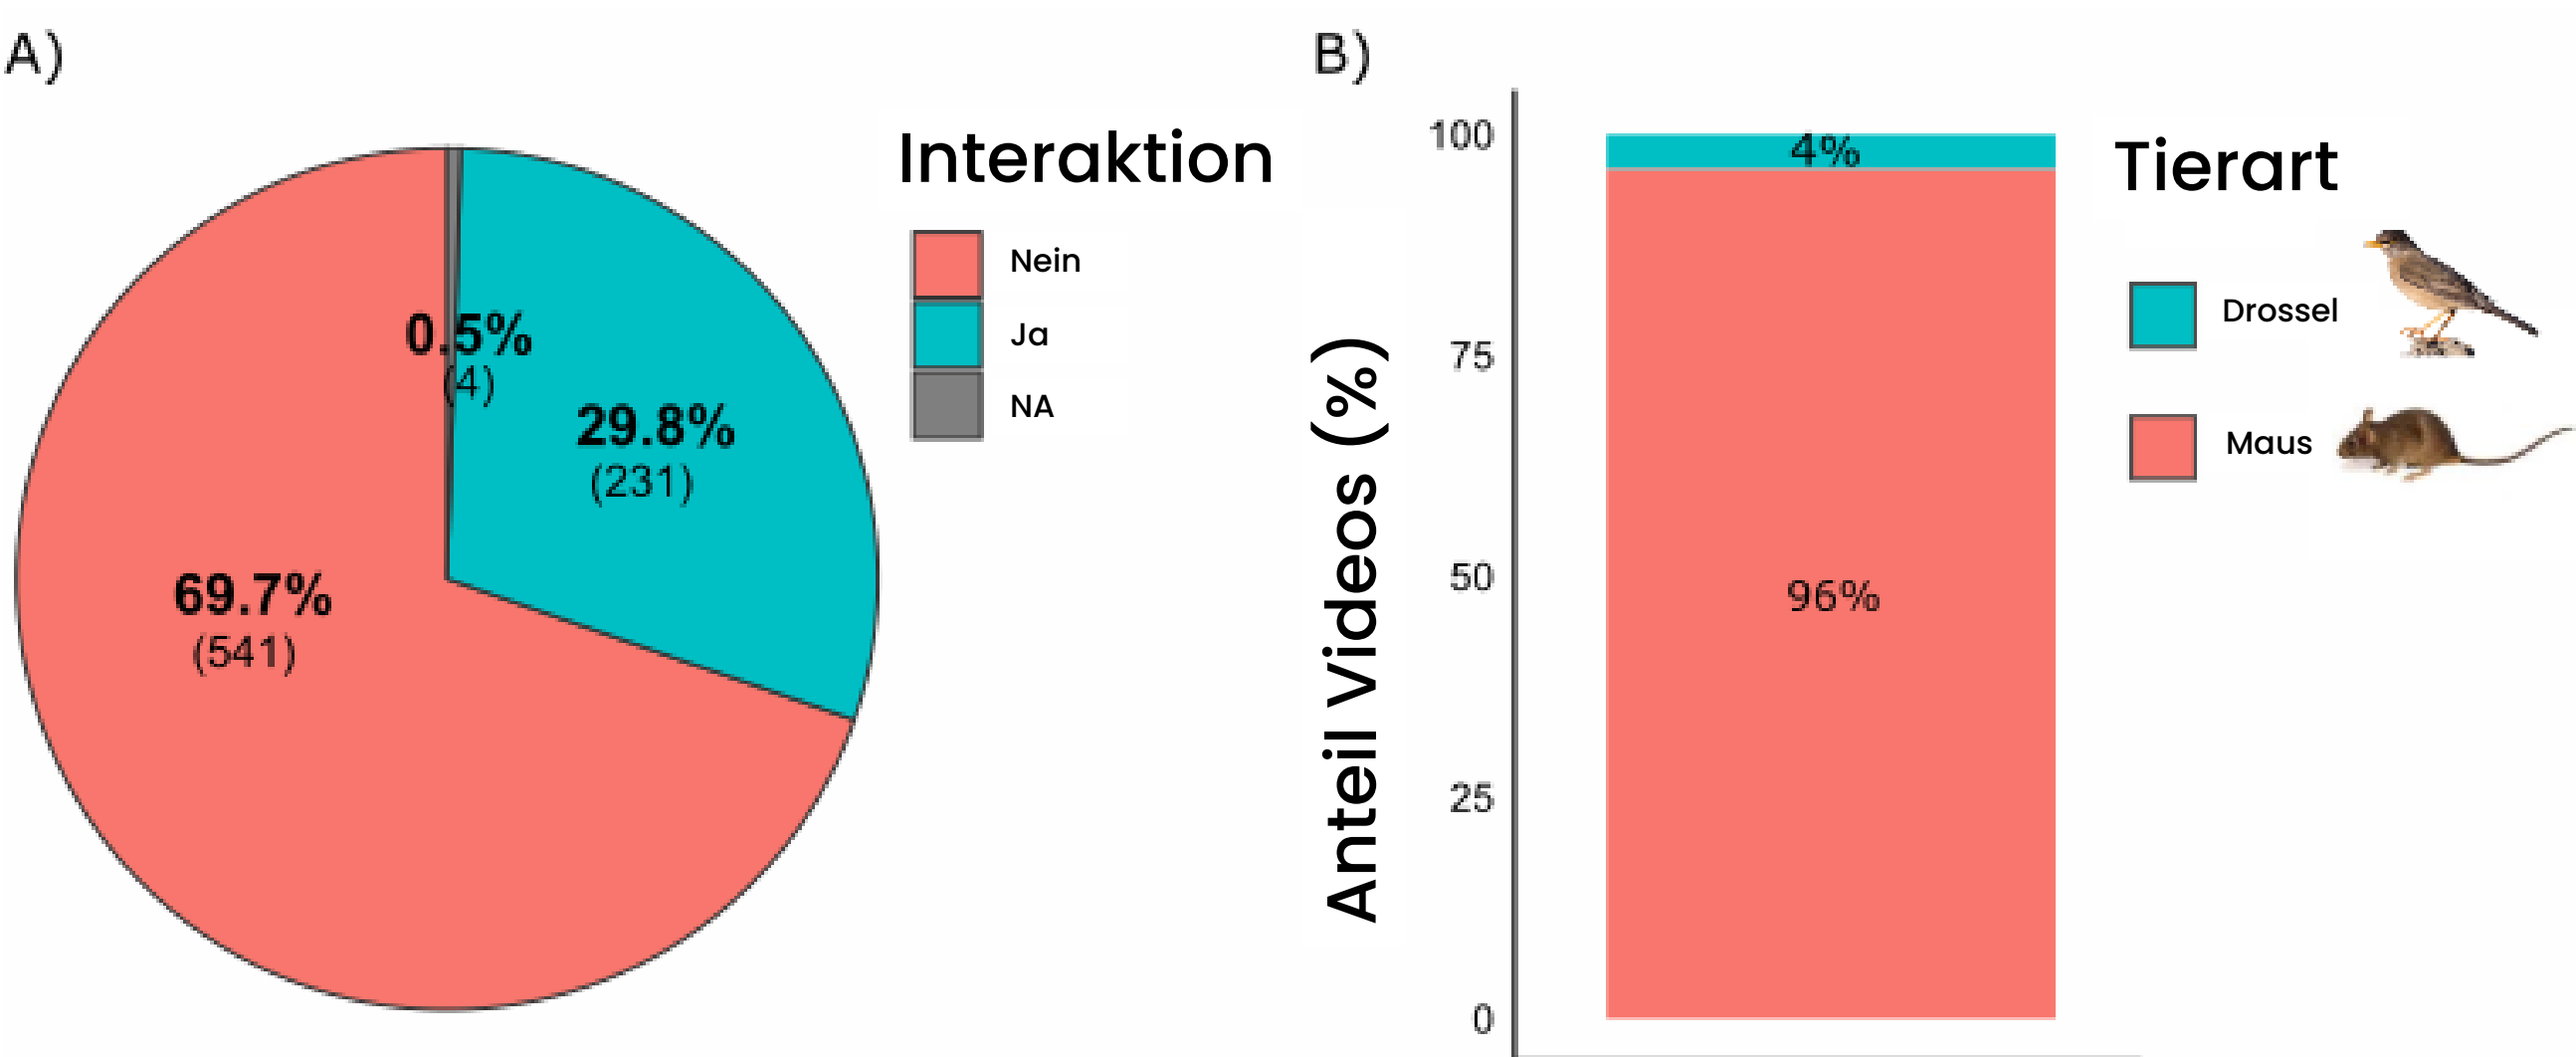 A)
Interaktion
Nein
Ja
NA
0.5%
(4)
29.8%
(231)
69.7%
(541)
B)
Anteil Videos (%)
100
75
50
25
0
4%
96%
Tierart
Drossel
Maus